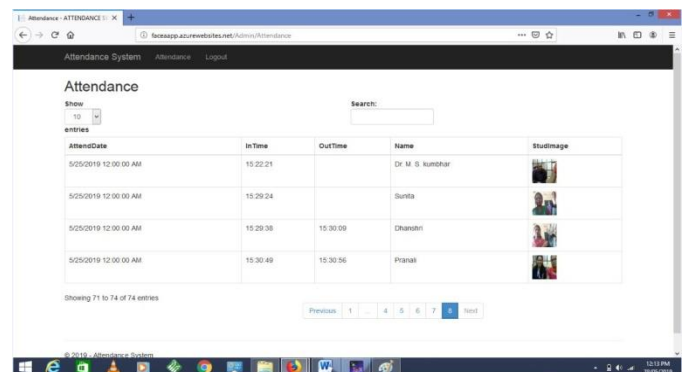 Attendance - ATTENDANCE S
faceaapp.azurewebsites.net/Admin/Attendance
Attendance System Attendance Logout
Attendance
Show
10
entries
Search:
AttendDate InTime OutTime Name StudImage
5/25/2019 12:00:00 AM 15:22:21 Dr. M. S. kumbhar
5/25/2019 12:00:00 AM 15:29:24 Sunita
5/25/2019 12:00:00 AM 15:29:38 15:30:09 Dhanshri
5/25/2019 12:00:00 AM 15:30:49 15:30:56 Pranali
Showing 71 to 74 of 74 entries
Previous 1 ... 4 5 6 7 8 Next
© 2019 - Attendance System
12:13 PM